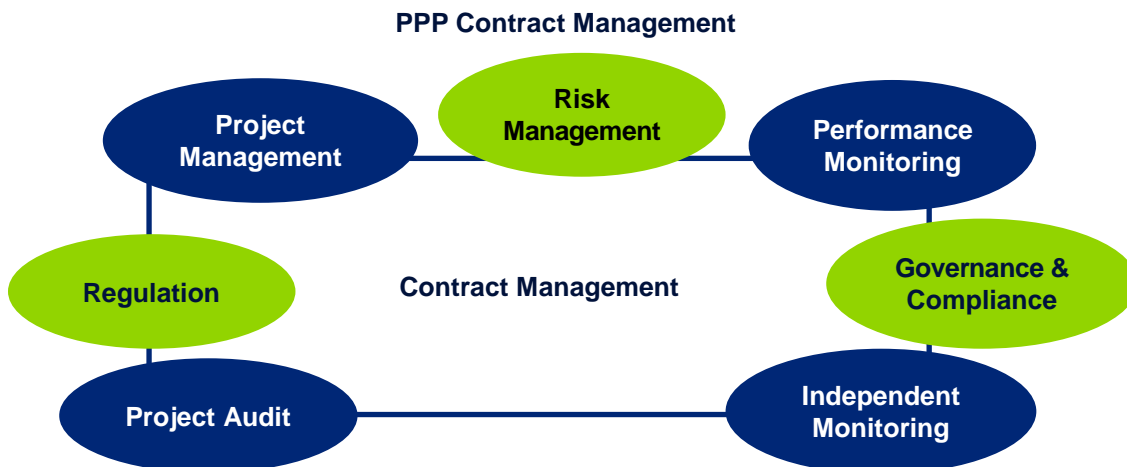 PPP Contract Management
Risk
Management
Project
Management
Performance
Monitoring
Regulation
Contract Management
Governance &
Compliance
Project Audit
Independent
Monitoring